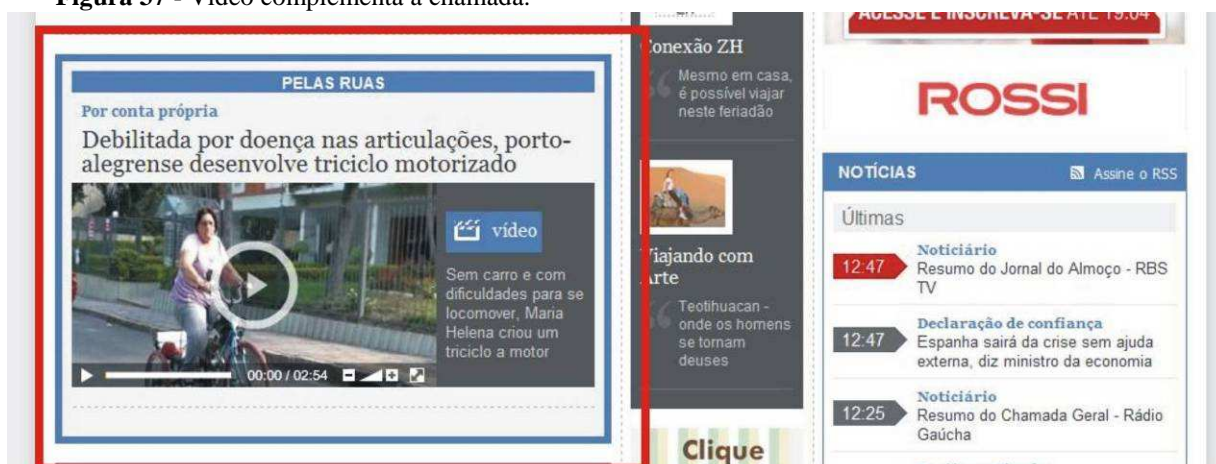 Figura 37 - Vídeo complementa a chamada.
PELAS RUAS
Por conta própria
Debilitada por doença nas articulações, porto-
alegrense desenvolve triciclo motorizado
vídeo
Sem carro e com
dificuldades para se
locomover, Maria
Helena criou um
triciclo a motor
00:00 / 02:54
Conexão ZH
Mesmo em casa,
é possível viajar
neste feriadão
Viajando com
Arte
Teotihuacan -
onde os homens
se tornam
deuses
Clique
ACESSE E INSCREVA-SE ATÉ 15.04
ROSSI
NOTÍCIAS
Assine o RSS
Últimas
12:47
Noticiário
Resumo do Jornal do Almoço - RBS
TV
12:47
Declaração de confiança
Espanha sairá da crise sem ajuda
externa, diz ministro da economia
12:25
Noticiário
Resumo do Chamada Geral - Rádio
Gaúcha